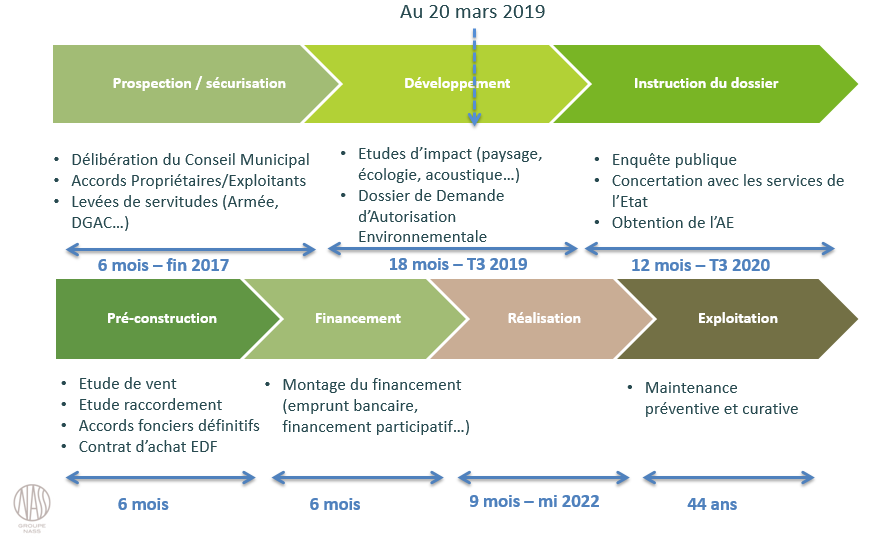 Au 20 mars 2019
Prospection / sécurisation
Développement
Instruction du dossier
• Délibération du Conseil Municipal
• Accords Propriétaires/Exploitants
• Levées de servitudes (Armée,
DGAC…)
• Etudes d’impact (paysage,
écologie, acoustique…)
• Dossier de Demande
d’Autorisation
Environnementale
• Enquête publique
• Concertation avec les services de
l’Etat
• Obtention de l’AE
6 mois – fin 2017
18 mois – T3 2019
12 mois – T3 2020
Pré-construction
Financement
Réalisation
Exploitation
• Etude de vent
• Etude raccordement
• Accords fonciers définitifs
• Contrat d’achat EDF
• Montage du financement
(emprunt bancaire,
financement participatif…)
• Maintenance
préventive et curative
6 mois
6 mois
9 mois – mi 2022
44 ans
GROUPE